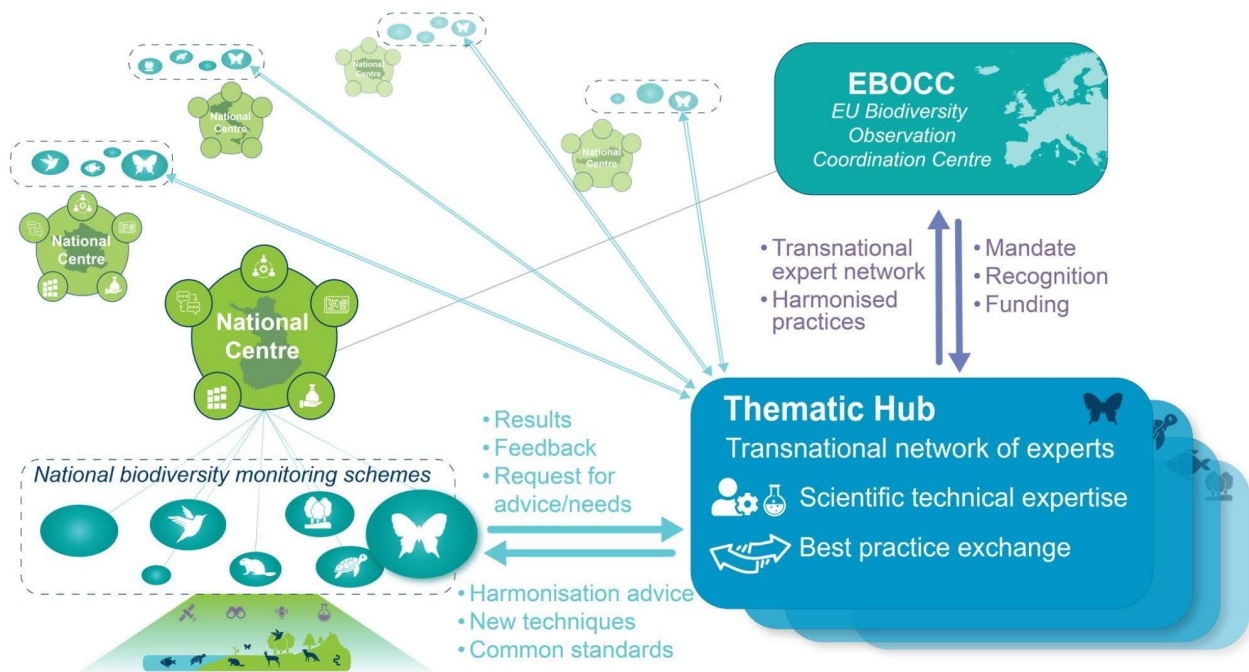 National
Centre
National
Centre
National
Centre
National
Centre
EBOCC
EU Biodiversity
Observation
Coordination Centre
• Transnational
expert network
• Harmonised
practices
• Mandate
• Recognition
• Funding
National
Centre
National biodiversity monitoring schemes
• Results
• Feedback
• Request for
advice/needs
• Harmonisation advice
• New techniques
• Common standards
Thematic Hub
Transnational network of experts
Scientific technical expertise
Best practice exchange